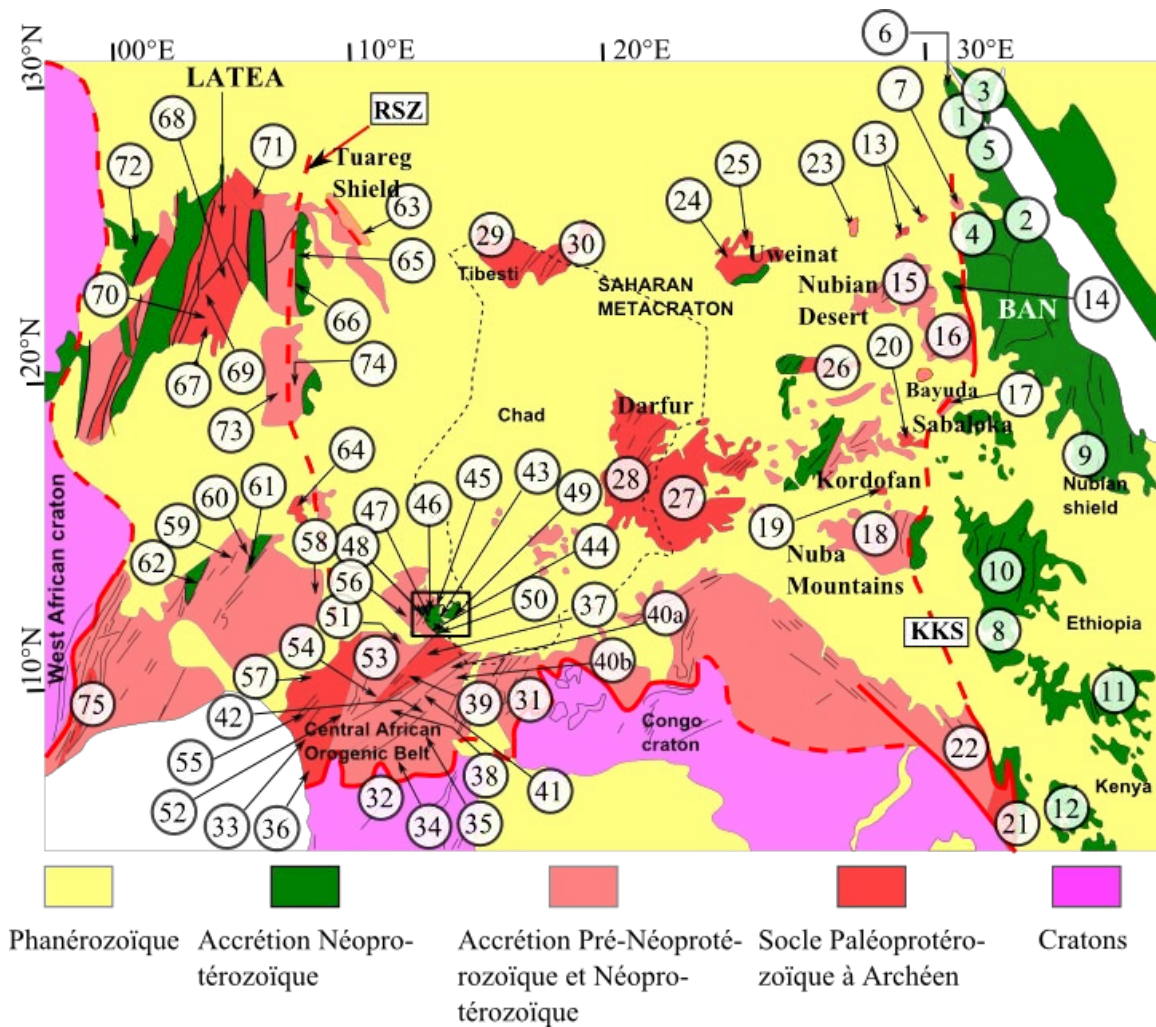 00°E
10°E
20°E
30°E
6
30°N
LATEA
RSZ
7
3
68
1
71
Tuareg
Shield
25
23
13
5
72
24
63
2
29
30
4
65
Tibesti
Uweinat
SAHARAN
METACRATON
Nubian
Desert
15
14
70
BAN
66
16
20
74
26
20°N
67
69
Bayuda
17
Chad
Darfur
Sabaloka
73
45
43
9
64
47
46
49
28
Kordofan
Nubian
shield
60
61
27
59
58
48
44
19
18
62
56
Nuba
Mountains
10
50
37
West African craton
51
40a
KKS
8
Ethiopia
54
53
40b
10°N
57
39
31
11
75
42
Central African
Orogenic Belt
Congo
craton
55
38
22
41
Kenya
52
33
36
32
34
35
21
12
Phanérozoïque
Accrétion Néopro-
térozoïque
Accrétion Pré-Néoproté-
rozoïque et Néopro-
térozoïque
Socle Paléoprotéro-
zoïque à Archéen
Cratons